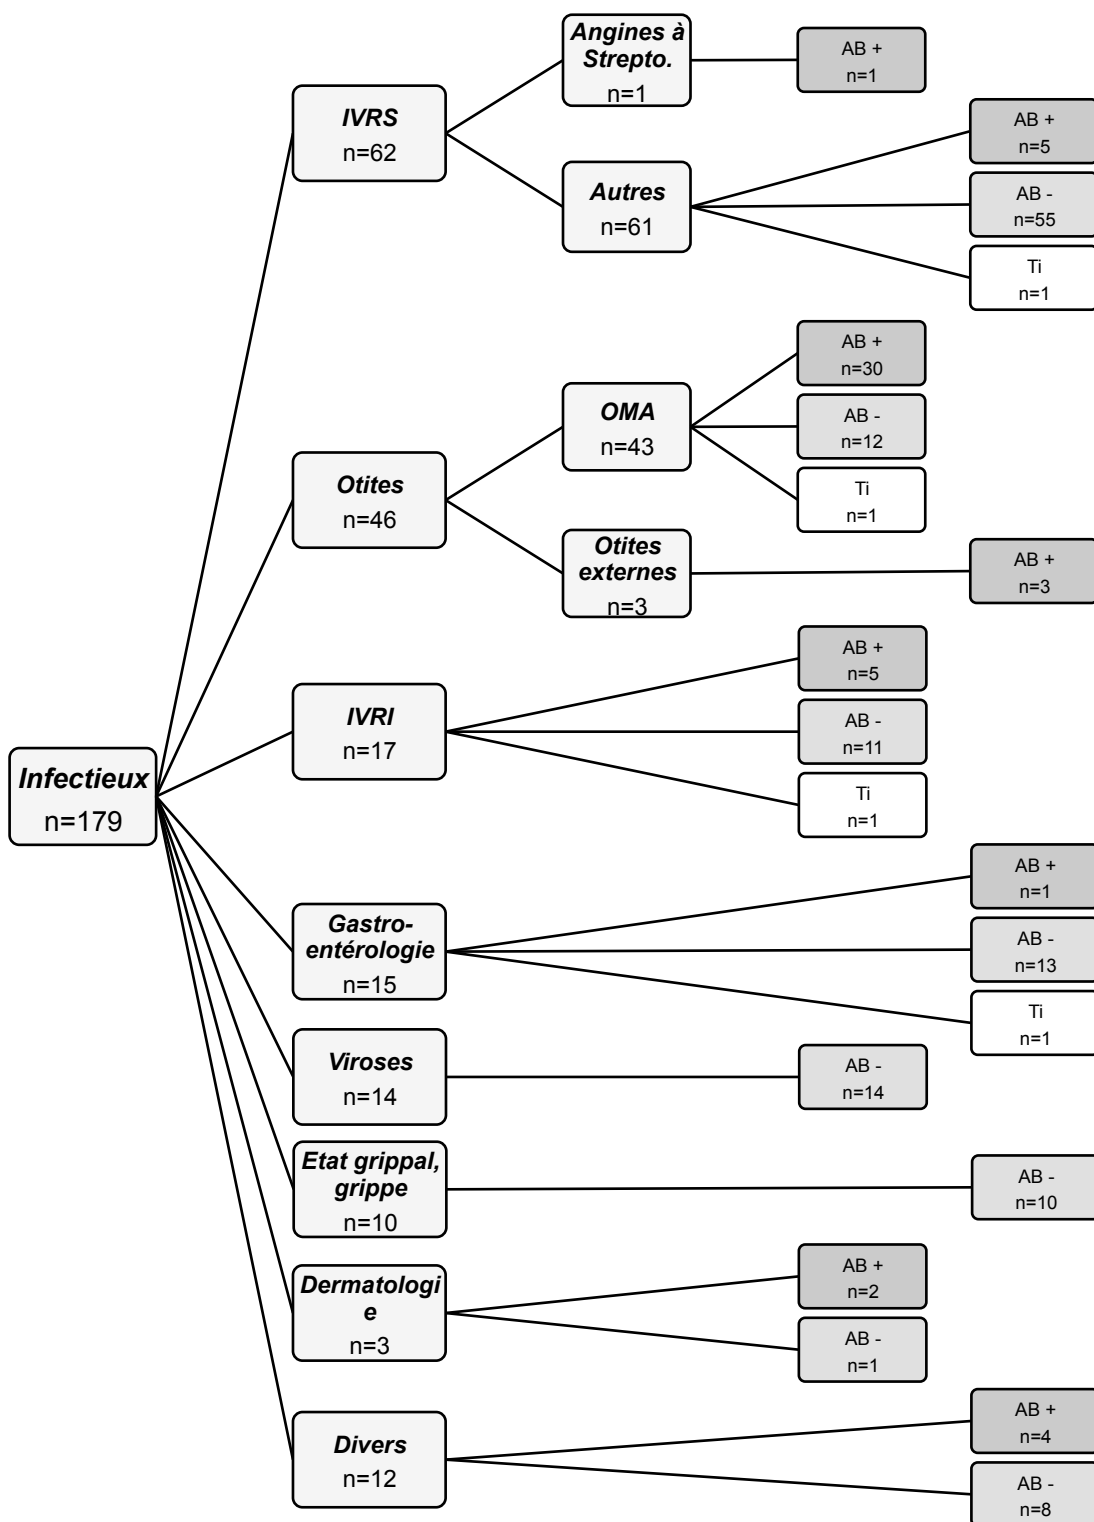 Infectieux
n=179
IVRS
n=62
Angines à
Strepto.
n=1
AB +
n=1
Autres
n=61
AB +
n=5
AB -
n=55
Ti
n=1
Otites
n=46
OMA
n=43
AB +
n=30
AB -
n=12
Ti
n=1
Otites
externes
n=3
AB +
n=3
IVRI
n=17
AB +
n=5
AB -
n=11
Ti
n=1
Gastro-
entérologie
n=15
AB +
n=1
AB -
n=13
Ti
n=1
Viroses
n=14
AB -
n=14
Etat grippal,
grippe
n=10
AB -
n=10
Dermatologi
e
n=3
AB +
n=2
AB -
n=1
Divers
n=12
AB +
n=4
AB -
n=8